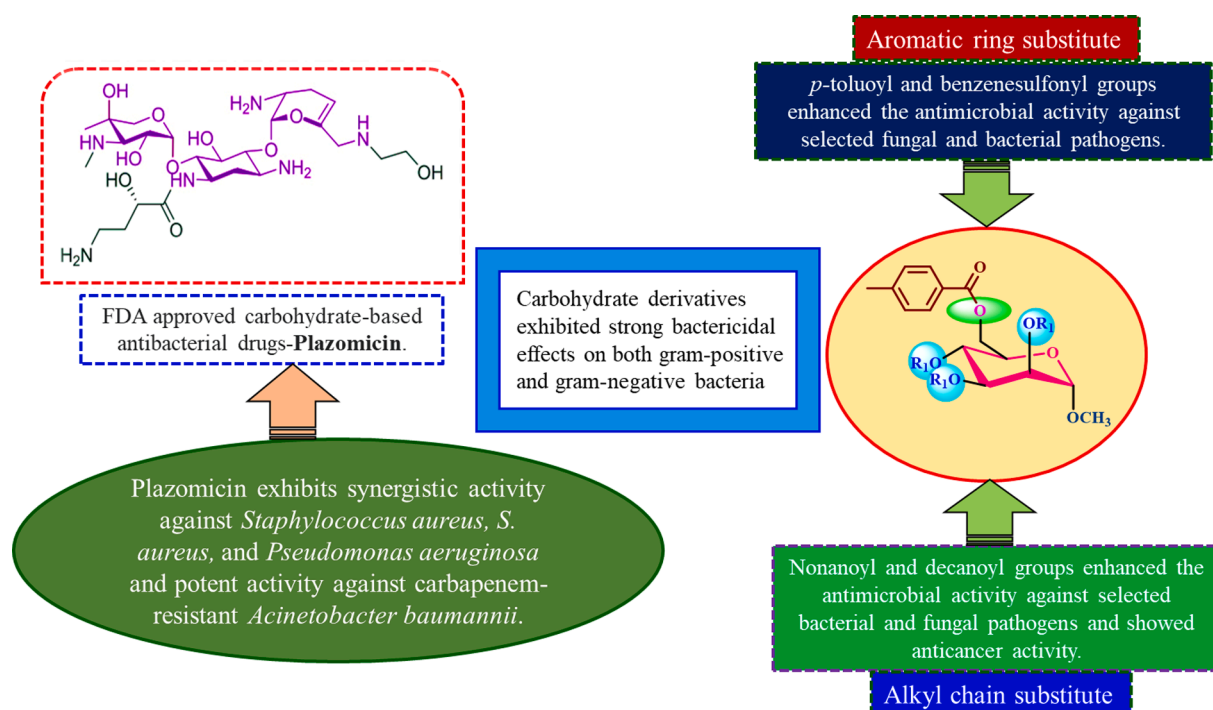 OH
HN
HO
O
O
O
HO
HN
HO
O
H2N
H2N
O
O
NH2
H
N
OH
FDA approved carbohydrate-based
antibacterial drugs-Plazomicin.
Plazomicin exhibits synergistic activity
against Staphylococcus aureus, S.
aureus, and Pseudomonas aeruginosa
and potent activity against carbapenem-
resistant Acinetobacter baumannii.
Carbohydrate derivatives
exhibited strong bactericidal
effects on both gram-positive
and gram-negative bacteria
Aromatic ring substitute
p-toluoyl and benzenesulfonyl groups
enhanced the antimicrobial activity against
selected fungal and bacterial pathogens.
O
O
OR1
R1O
R1O
O
OCH3
Nonanoyl and decanoyl groups enhanced the
antimicrobial activity against selected
bacterial and fungal pathogens and showed
anticancer activity.
Alkyl chain substitute